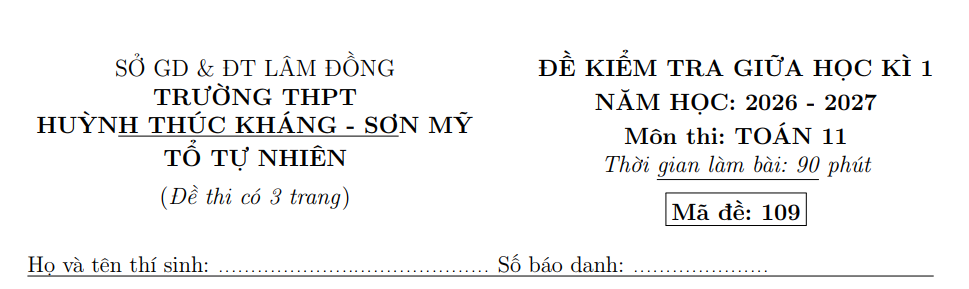 SỞ GD & ĐT LÂM ĐỒNG
TRƯỜNG THPT
HUỲNH THÚC KHÁNG - SƠN MỸ
TỔ TỰ NHIÊN
(Đề thi có 3 trang)
ĐỀ KIỂM TRA GIỮA HỌC KÌ 1
NĂM HỌC: 2026 - 2027
Môn thi: TOÁN 11
Thời gian làm bài: 90 phút
Mã đề: 109
Họ và tên thí sinh: .......................................... Số báo danh: .....................